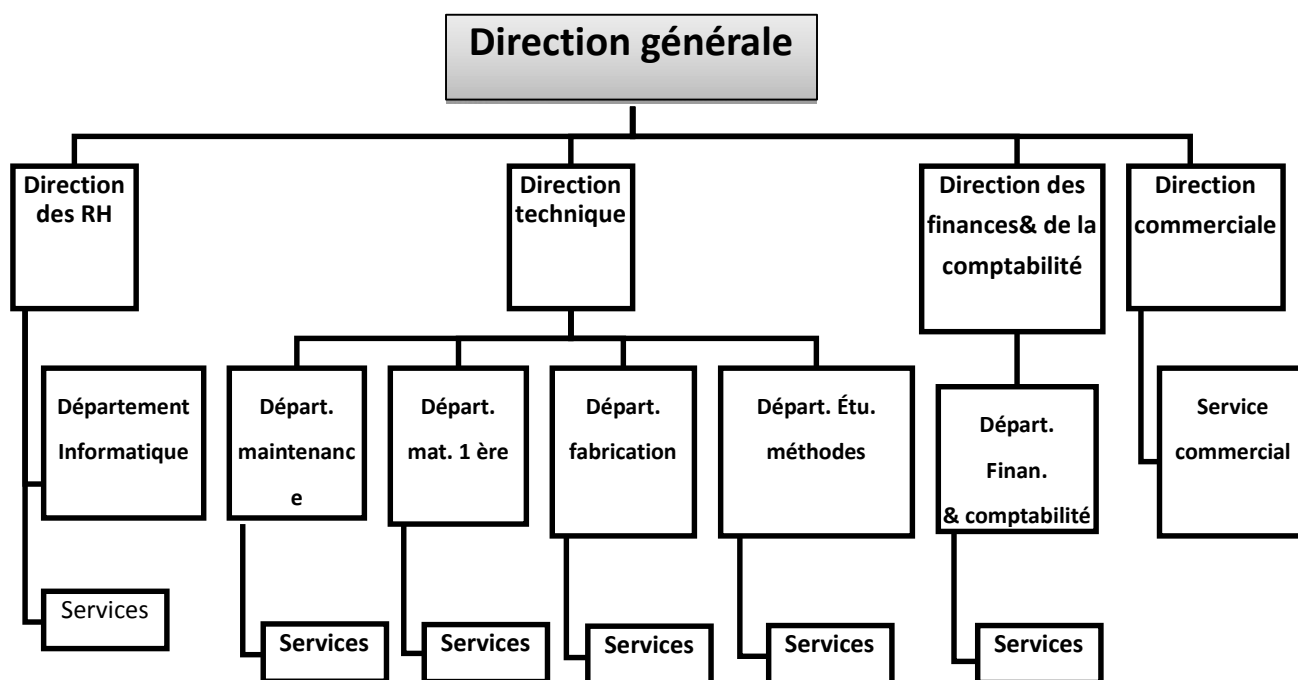 Direction générale
Direction
des RH
Direction
technique
Direction des
finances& de la
comptabilité
Direction
commerciale
Département
Informatique
Départ.
maintenanc
e
Départ.
mat. 1 ère
Départ.
fabrication
Départ. Étu.
méthodes
Départ.
Finan.
& comptabilité
Service
commercial
Services
Services
Services
Services
Services
Services